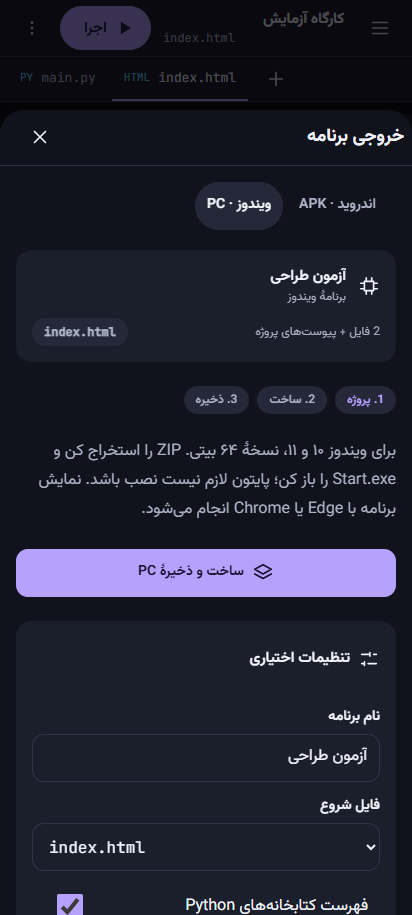 کارگاه آزمایش
index.html
اجرا
PY main.py
HTML index.html
خروجی برنامه
اندروید · APK
ویندوز · PC
آزمون طراحی
برنامهٔ ویندوز
2 فایل + پیوست‌های پروژه
index.html
1. پروژه
2. ساخت
3. ذخیره
برای ویندوز ۱۰ و ۱۱، نسخهٔ ۶۴ بیتی. ZIP را استخراج کن و
Start.exe را باز کن؛ پایتون لازم نیست نصب باشد. نمایش
برنامه با Edge یا Chrome انجام می‌شود.
ساخت و ذخیرهٔ PC
تنظیمات اختیاری
نام برنامه
آزمون طراحی
فایل شروع
index.html
فهرست کتابخانه‌های Python